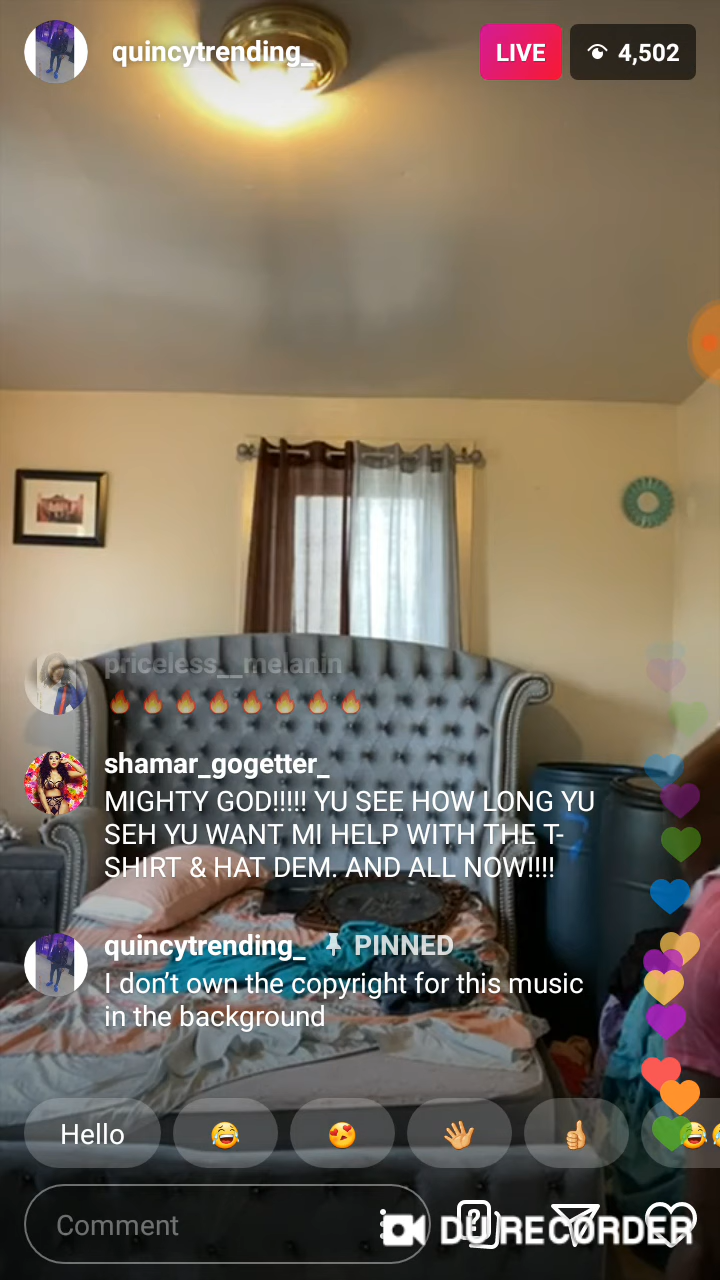 quincytrending_
LIVE
4,502
priceless__melanin
🔥🔥🔥🔥🔥🔥🔥🔥
shamar_gogetter_
MIGHTY GOD!!!!! YU SEE HOW LONG YU
SEH YU WANT MI HELP WITH THE T-
SHIRT & HAT DEM. AND ALL NOW!!!!
quincytrending_ PINNED
I don’t own the copyright for this music
in the background
Hello
Comment
DU RECORDER